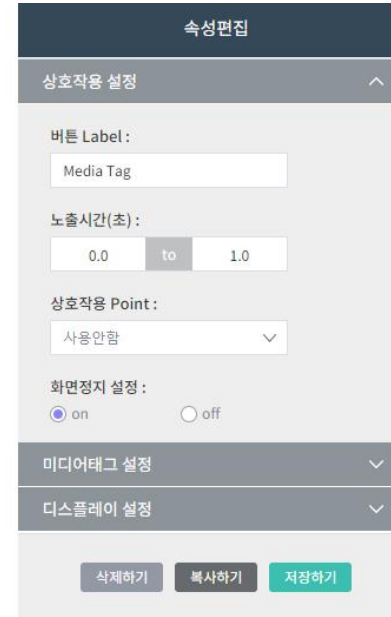 속성편집
상호작용 설정
버튼 Label :
Media Tag
노출시간(초) :
0.0 to 1.0
상호작용 Point :
사용안함
화면정지 설정 :
on off
미디어태그 설정
디스플레이 설정
삭제하기 복사하기 저장하기